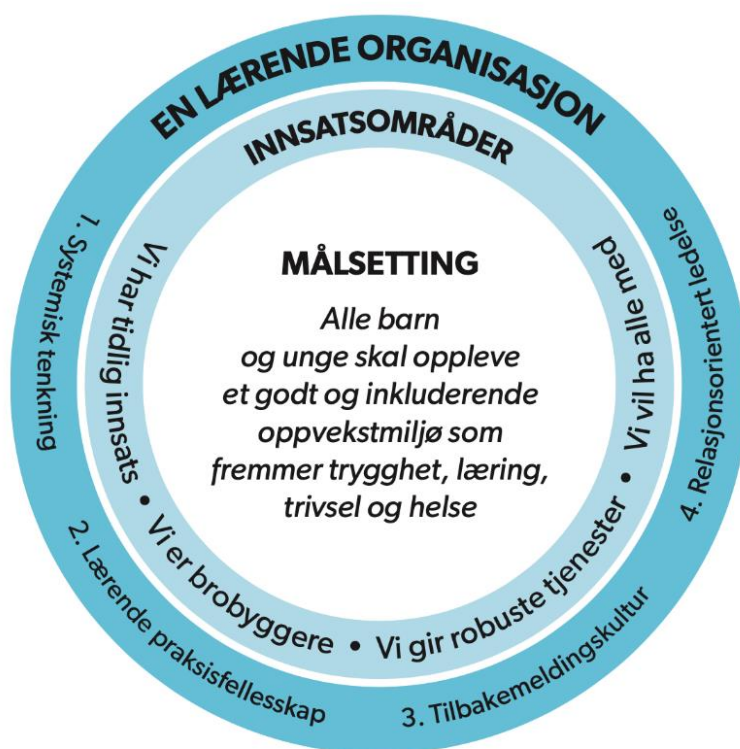 EN LÆRENDE ORGANISASJON
INNSATSOMRÅDER
MÅLSETTING
Alle barn
og unge skal oppleve
et godt og inkluderende
oppvekstmiljø som
fremmer trygghet, læring,
trivsel og helse
Vi har tidlig innsats • Vi er brobyggere • Vi gir robuste tjenester • Vi vil ha alle med
1. Systemisk tenkning
2. Lærende praksisfellesskap
3. Tilbakemeldingskultur
4. Relasjonsorientert ledelse